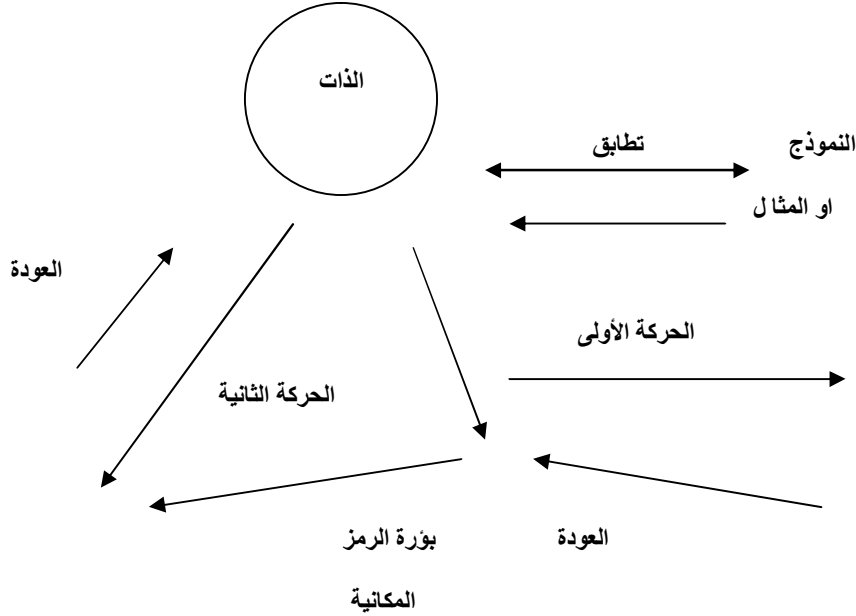 الذات
النموذج تطابق
او المثال
العودة
الحركة الأولى
الحركة الثانية
العودة بؤرة الرمز
المكانية